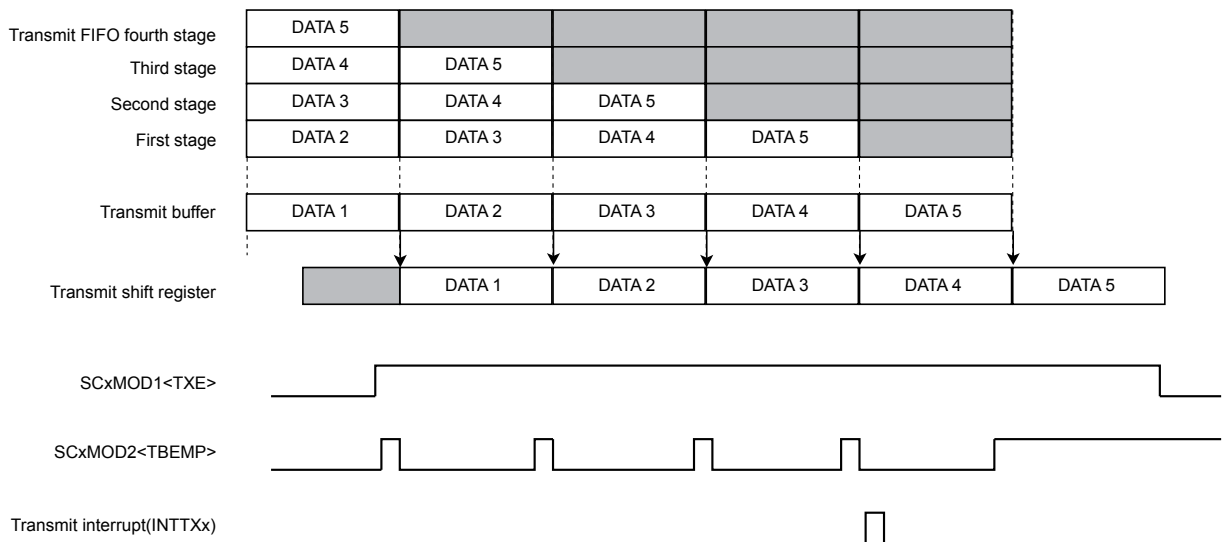 Transmit FIFO fourth stage DATA 5
Third stage DATA 4 DATA 5
Second stage DATA 3 DATA 4 DATA 5
First stage DATA 2 DATA 3 DATA 4 DATA 5
Transmit buffer DATA 1 DATA 2 DATA 3 DATA 4 DATA 5
Transmit shift register DATA 1 DATA 2 DATA 3 DATA 4 DATA 5
SCxMOD1<TXE>
SCxMOD2<TBEMP>
Transmit interrupt(INTTXx)